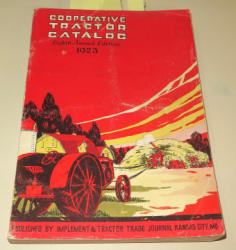 COOPERATIVE
TRACTOR
CATALOG
Eighth Annual Edition
1923
PUBLISHED BY IMPLEMENT & TRACTOR TRADE JOURNAL KANSAS CITY, MO.